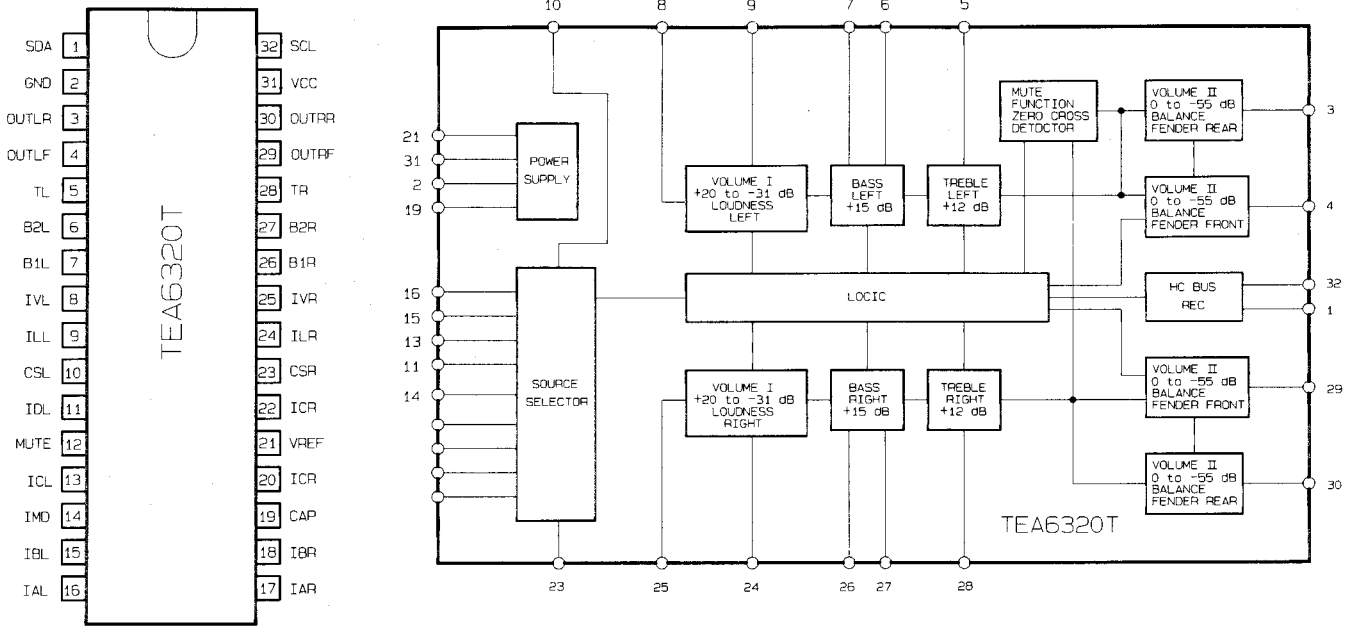 SDA 1
GND 2
OUTLR 3
OUTLF 4
TL 5
B2L 6
B1L 7
IVL 8
ILL 9
CSL 10
IDL 11
MUTE 12
ICL 13
IMO 14
IBL 15
IAL 16
TEA6320T
32 SCL
31 VCC
30 OUTRR
29 OUTRF
28 TR
27 B2R
26 B1R
25 IVR
24 ILR
23 CSR
22 ICR
21 VREF
20 ICR
19 CAP
18 IBR
17 IAR
10 8 9 7 6 5
21
31
2
19
POWER
SUPPLY
16
15
13
11
14
SOURCE
SELECTOR
VOLUME I
+20 to -31 dB
LOUDNESS
LEFT
BASS
LEFT
+15 dB
TREBLE
LEFT
+12 dB
MUTE
FUNCTION
ZERO CROSS
DETOCTOR
VOLUME II
0 to -55 dB
BALANCE
FENDER REAR
3
VOLUME II
0 to -55 dB
BALANCE
FENDER FRONT
4
LOCIC
HC BUS
REC
32
1
VOLUME I
+20 to -31 dB
LOUDNESS
RIGHT
BASS
RIGHT
+15 dB
TREBLE
RIGHT
+12 dB
VOLUME II
0 to -55 dB
BALANCE
FENDER FRONT
29
VOLUME II
0 to -55 dB
BALANCE
FENDER REAR
30
TEA6320T
23 25 24 26 27 28